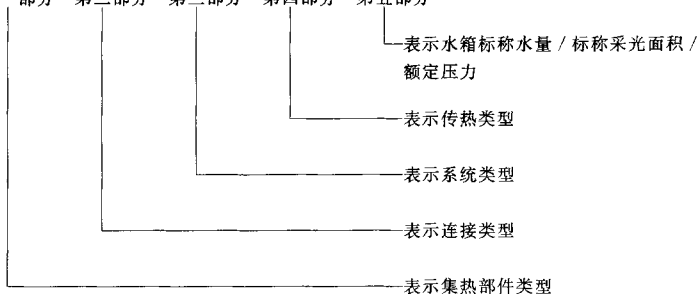 部分 第二部分 第三部分 第四部分 第五部分
表示水箱标称水量/标称采光面积/
额定压力
表示传热类型
表示系统类型
表示连接类型
表示集热部件类型